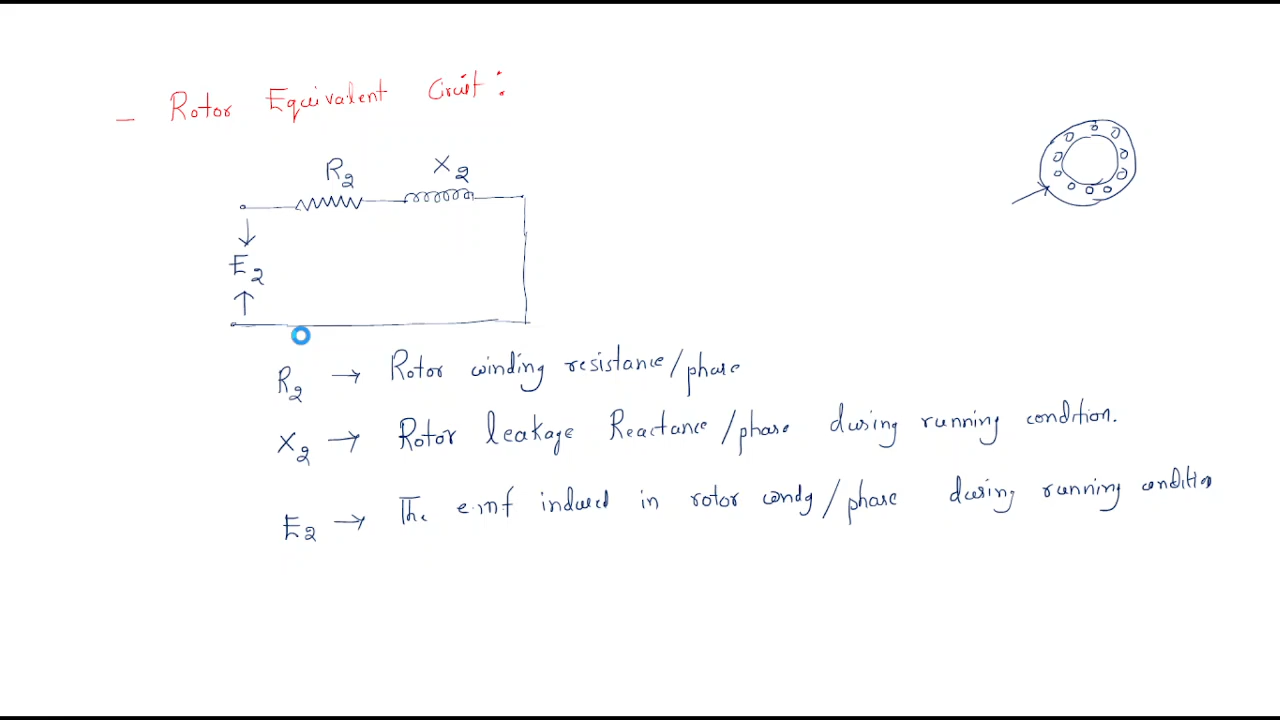 - Rotor Equivalent Circuit :
R2 X2
E2
R2 → Rotor winding resistance/phase
X2 → Rotor leakage Reactance/phase during running condition.
E2 → The e.m.f induced in rotor condg/phase during running condition